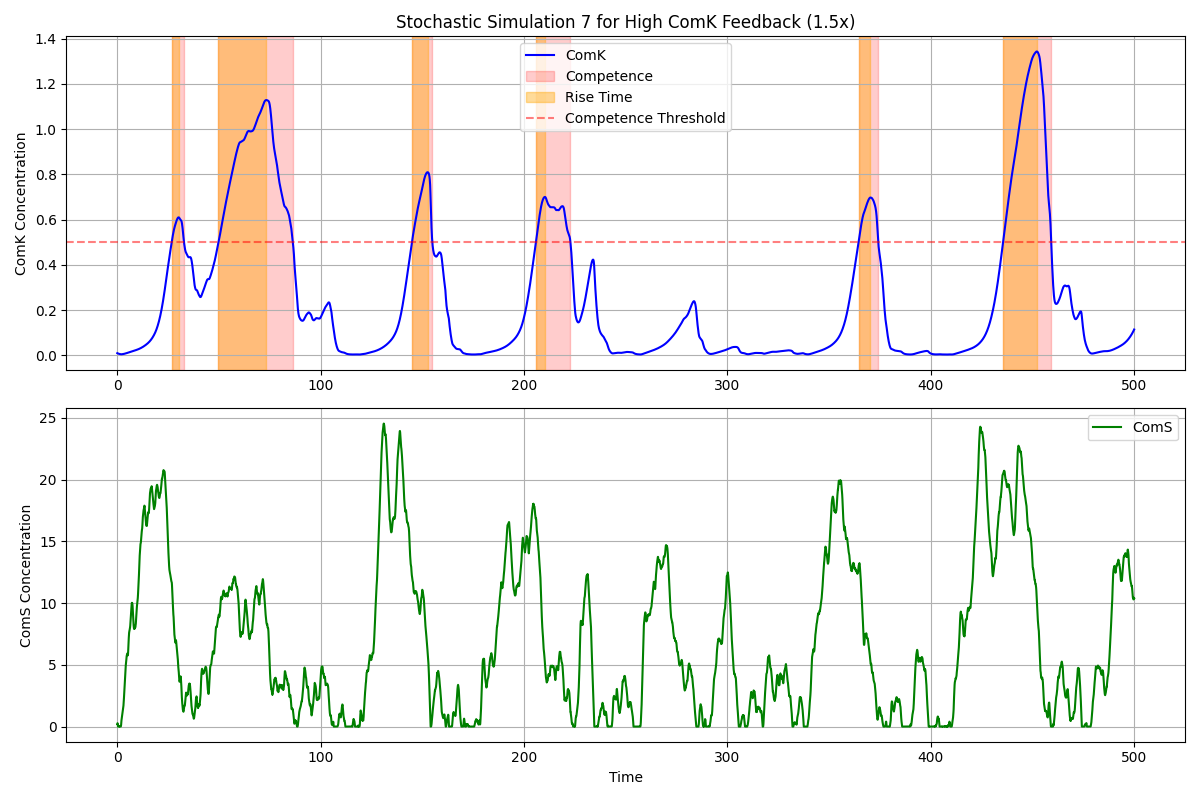 Stochastic Simulation 7 for High ComK Feedback (1.5x)
ComK Concentration
1.4
1.2
1.0
0.8
0.6
0.4
0.2
0.0
ComK
Competence
Rise Time
Competence Threshold
0 100 200 300 400 500
ComS Concentration
25
20
15
10
5
0
ComS
0 100 200 300 400 500
Time